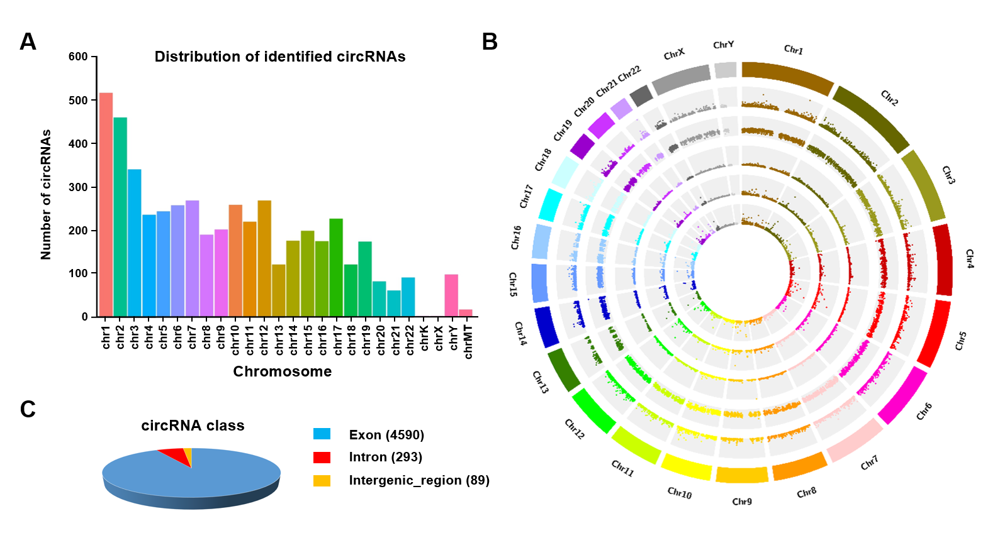 A
Distribution of identified circRNAs
Number of circRNAs
600
500
400
300
200
100
0
chr1
chr2
chr3
chr4
chr5
chr6
chr7
chr8
chr9
chr10
chr11
chr12
chr13
chr14
chr15
chr16
chr17
chr18
chr19
chr20
chr21
chr22
chrK
chrX
chrY
chrMT
Chromosome
B
Chr1
Chr2
Chr3
Chr4
Chr5
Chr6
Chr7
Chr8
Chr9
Chr10
Chr11
Chr12
Chr13
Chr14
Chr15
Chr16
Chr17
Chr18
Chr19
Chr20
Chr21
Chr22
ChrX
ChrY
C
circRNA class
Exon (4590)
Intron (293)
Intergenic_region (89)